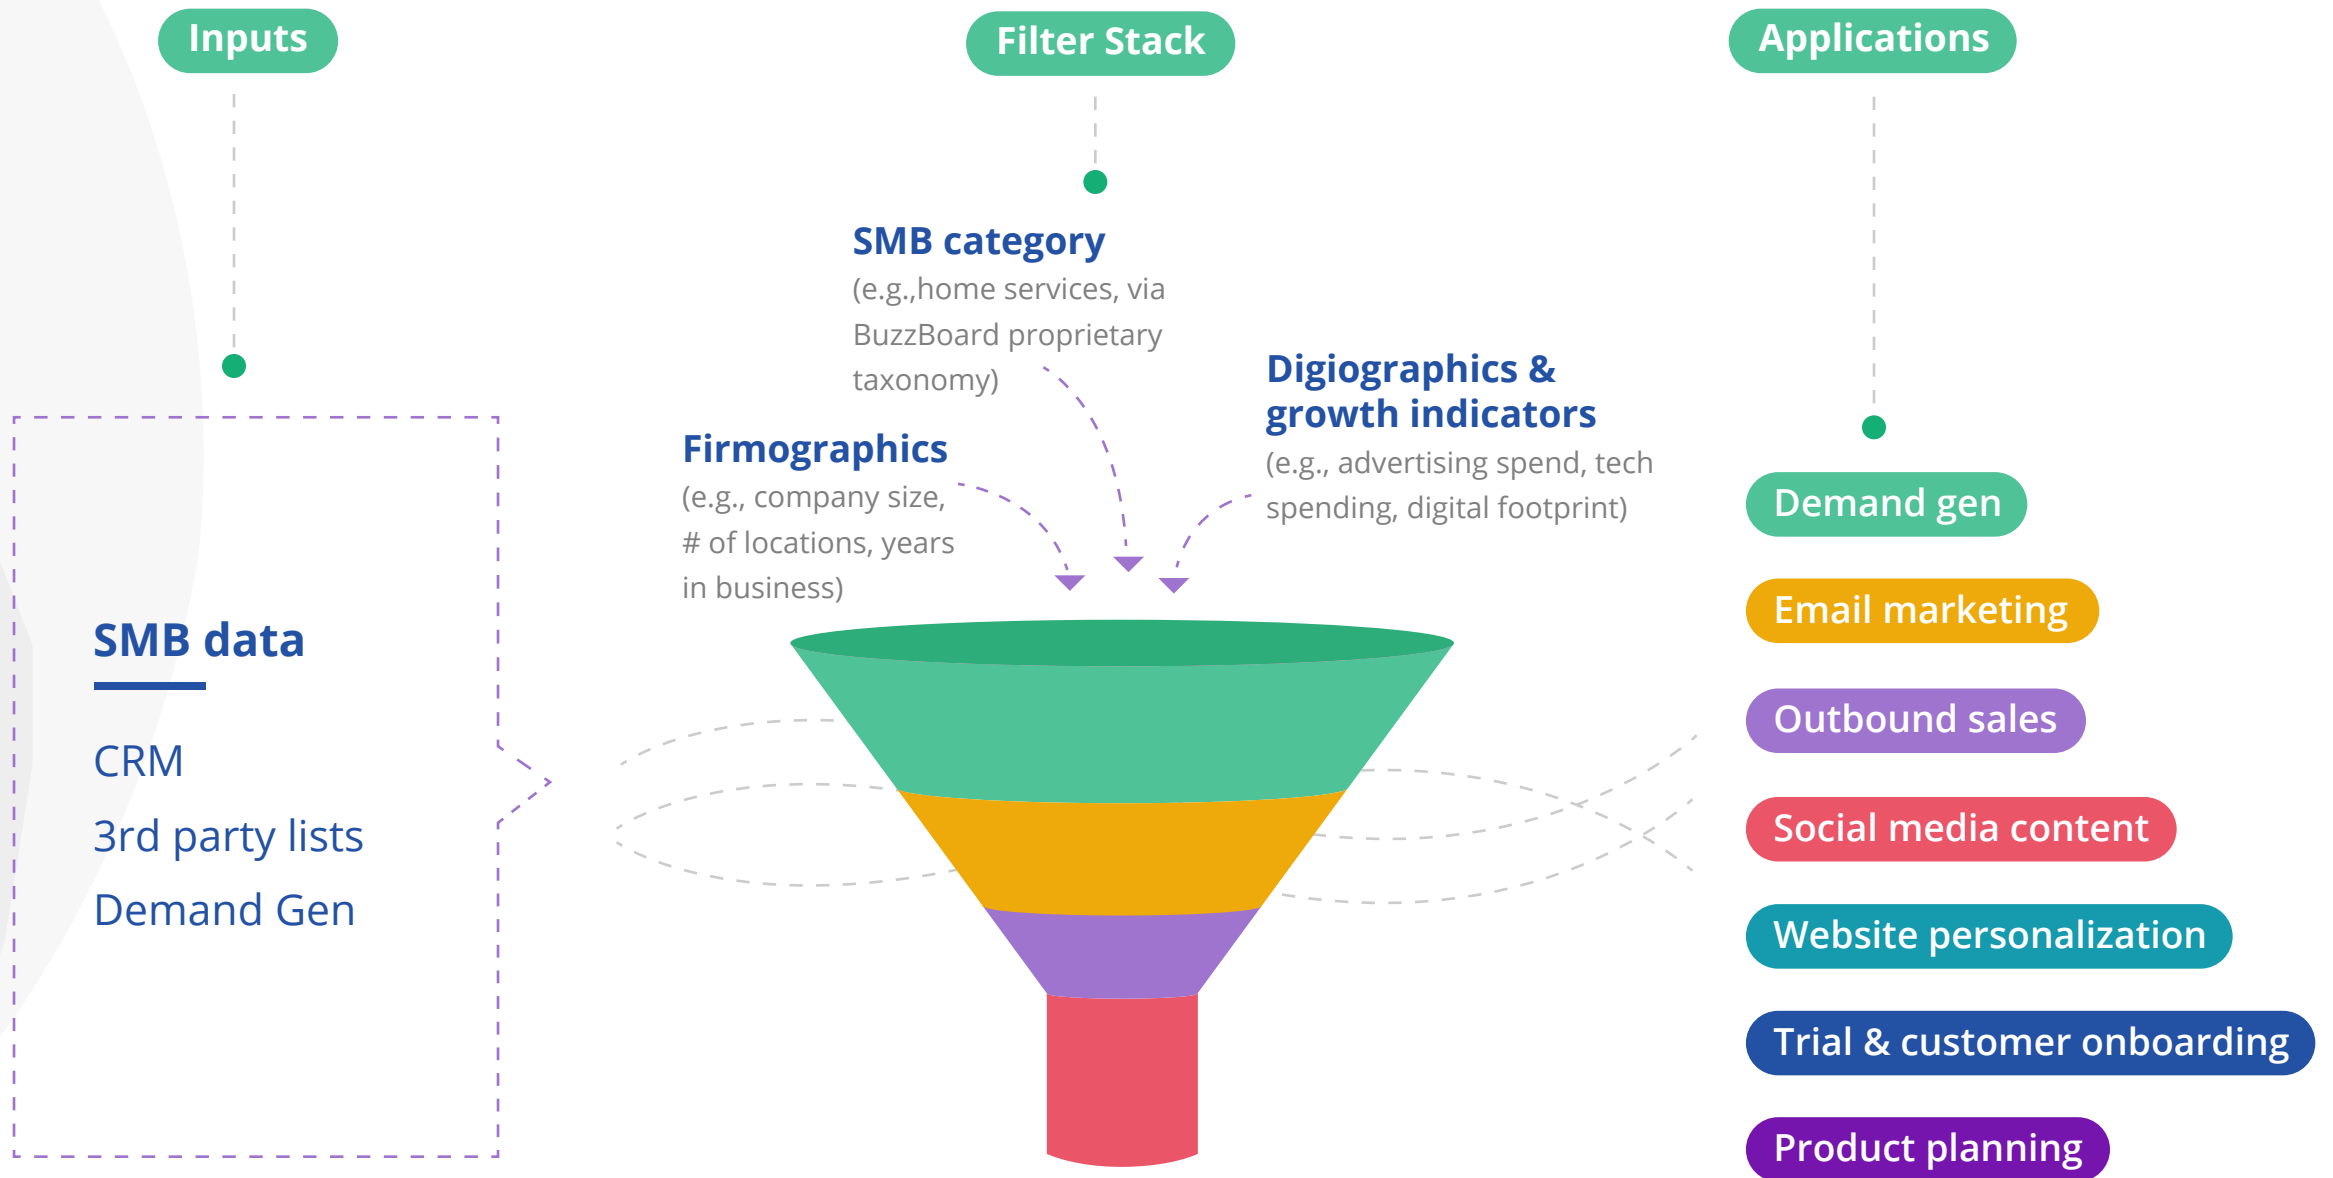 Inputs
SMB data
CRM
3rd party lists
Demand Gen
Filter Stack
SMB category
(e.g.,home services, via
BuzzBoard proprietary
taxonomy)
Firmographics
(e.g., company size,
# of locations, years
in business)
Digiographics &
growth indicators
(e.g., advertising spend, tech
spending, digital footprint)
Applications
Demand gen
Email marketing
Outbound sales
Social media content
Website personalization
Trial & customer onboarding
Product planning